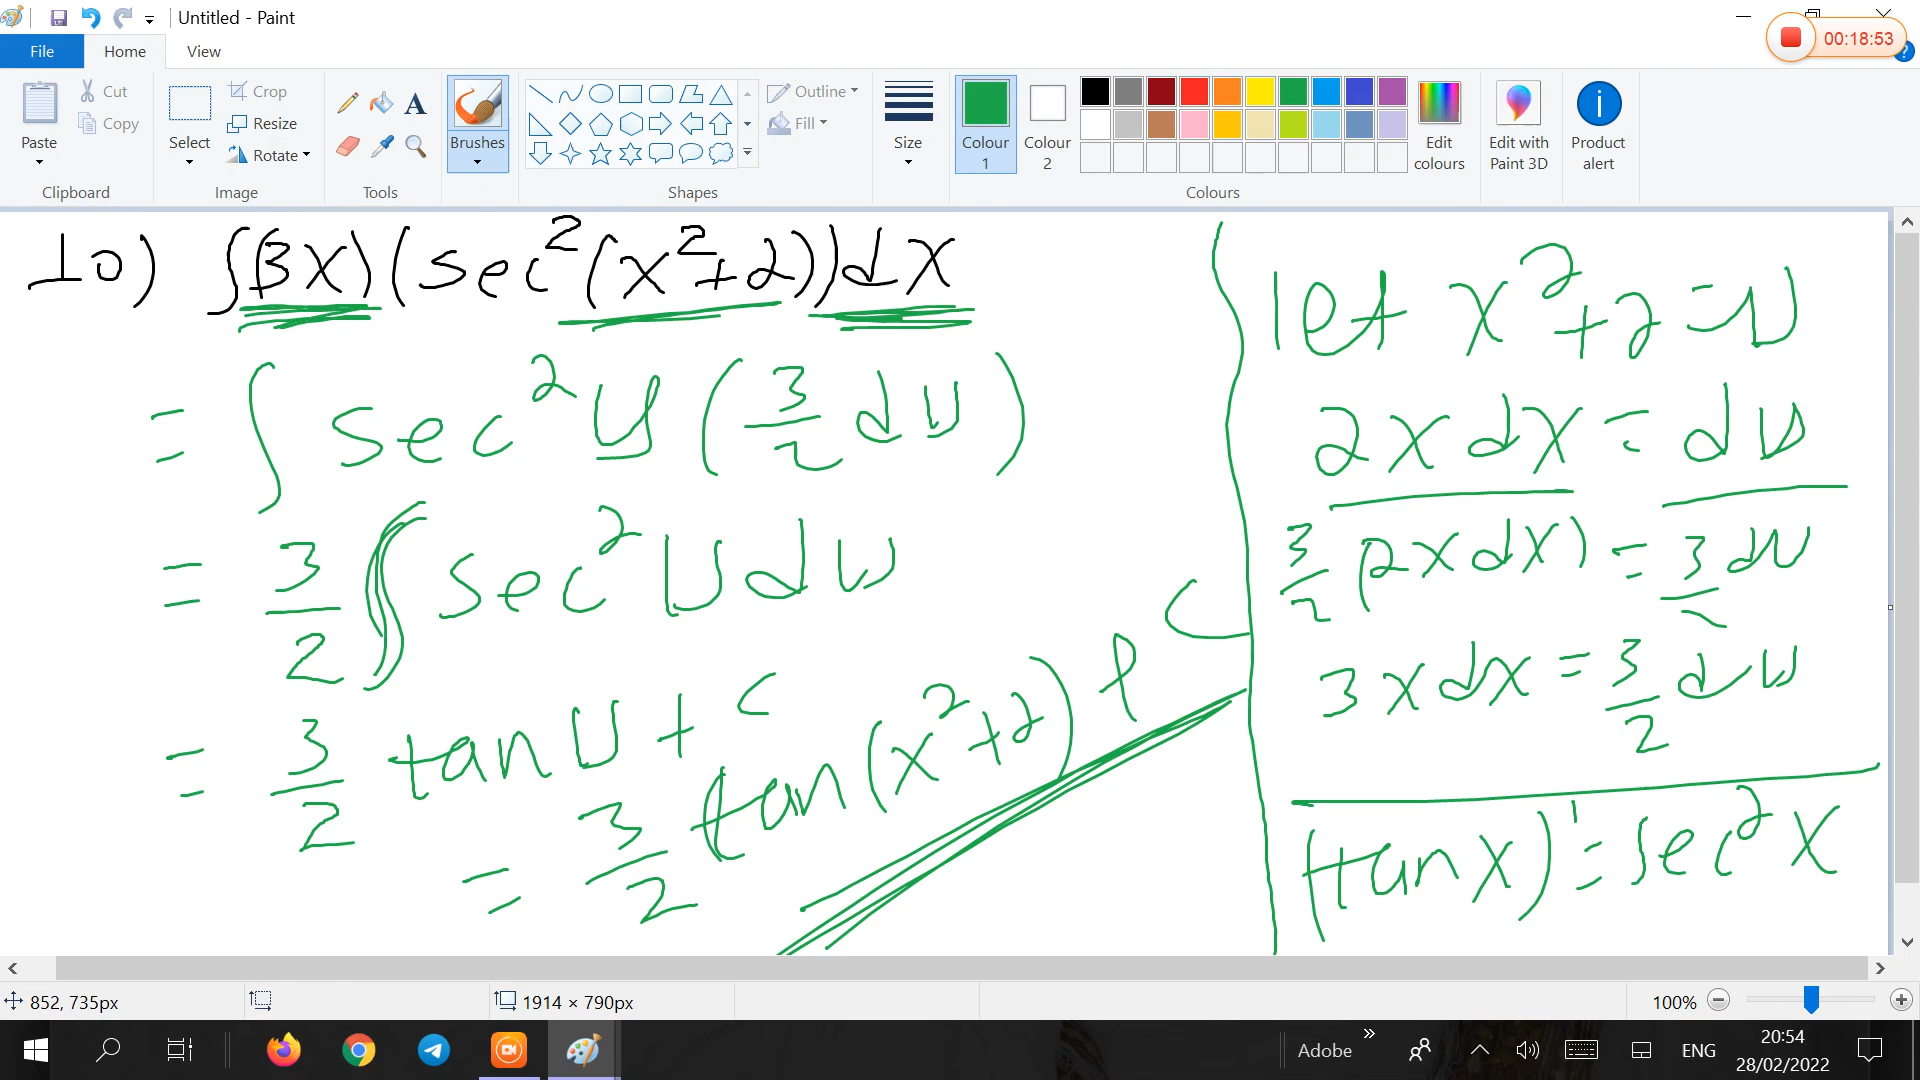 Untitled - Paint
00:18:53
File Home View
Cut
Copy
Paste
Clipboard
Select
Crop
Resize
Rotate
Image
Tools
A
Brushes
Shapes
Outline
Fill
Size
Colour 1
Colour 2
Colours
Edit colours
Edit with Paint 3D
Product alert
10) ∫(3x)(sec²(x²+2))dx
= ∫ sec² u (3/2 du)
= 3/2 ∫ sec² u du
= 3/2 tan u + c
= 3/2 tan(x²+2) + c
let x²+2 = u
2x dx = du
3/2 (2x dx) = 3/2 du
3x dx = 3/2 du
(tan x)' = sec² x
852, 735px
1914 × 790px
100%
Adobe
ENG
20:54
28/02/2022